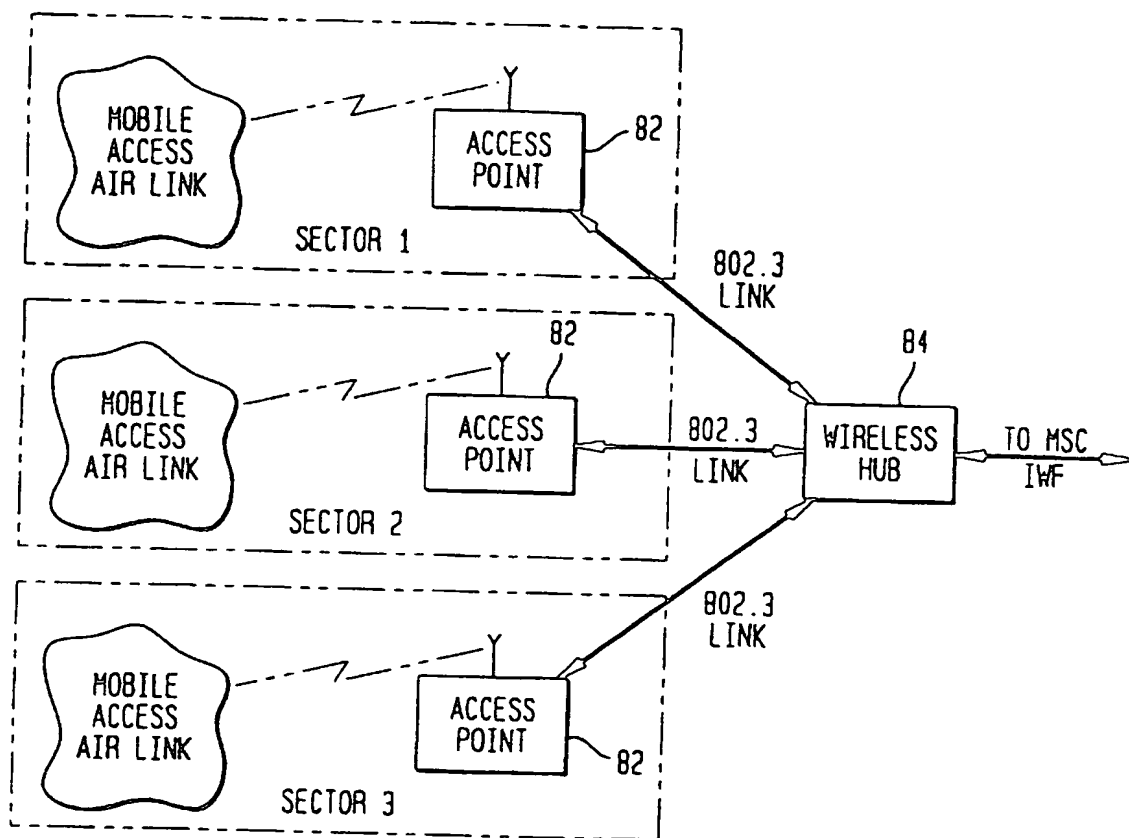 MOBILE
ACCESS
AIR LINK
ACCESS
POINT
82
SECTOR 1
802.3
LINK
MOBILE
ACCESS
AIR LINK
82
ACCESS
POINT
SECTOR 2
802.3
LINK
84
WIRELESS
HUB
TO MSC
IWF
MOBILE
ACCESS
AIR LINK
ACCESS
POINT
82
SECTOR 3
802.3
LINK